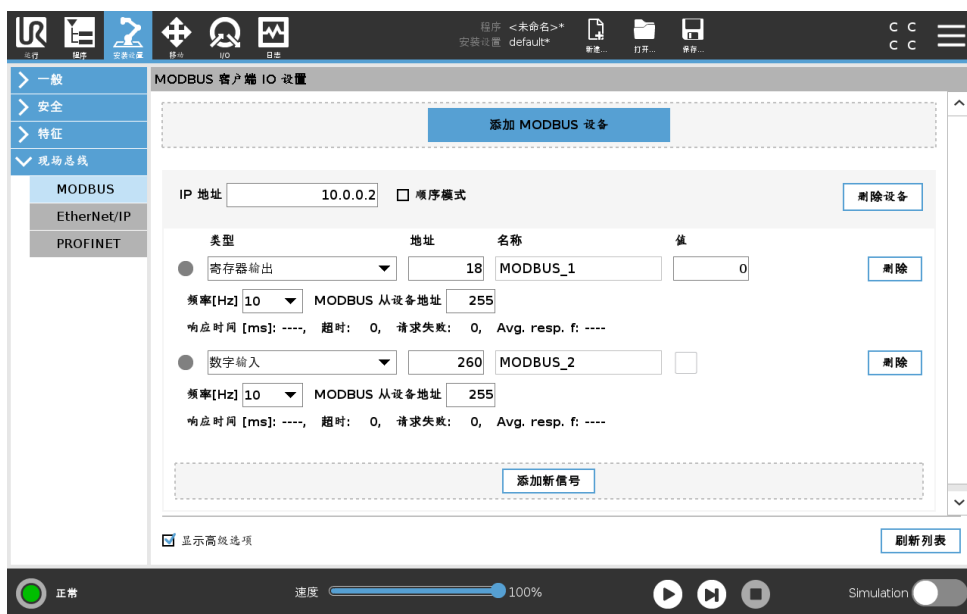 UR
程序 <未命名>*
安装设置 default*
运行 程序 安装设置 移动 I/O 日志
新建... 打开... 保存...
C C
C C
一般
安全
特征
现场总线
MODBUS
EtherNet/IP
PROFINET
MODBUS 客户端 IO 设置
添加 MODBUS 设备
IP 地址 10.0.0.2 顺序模式 删除设备
类型 地址 名称 值
寄存器输出 18 MODBUS_1 0 删除
频率[Hz] 10 MODBUS 从设备地址 255
响应时间 [ms]: ----, 超时: 0, 请求失败: 0, Avg. resp. f: ----
数字输入 260 MODBUS_2 删除
频率[Hz] 10 MODBUS 从设备地址 255
响应时间 [ms]: ----, 超时: 0, 请求失败: 0, Avg. resp. f: ----
添加新信号
显示高级选项 刷新列表
正常 速度 100% Simulation